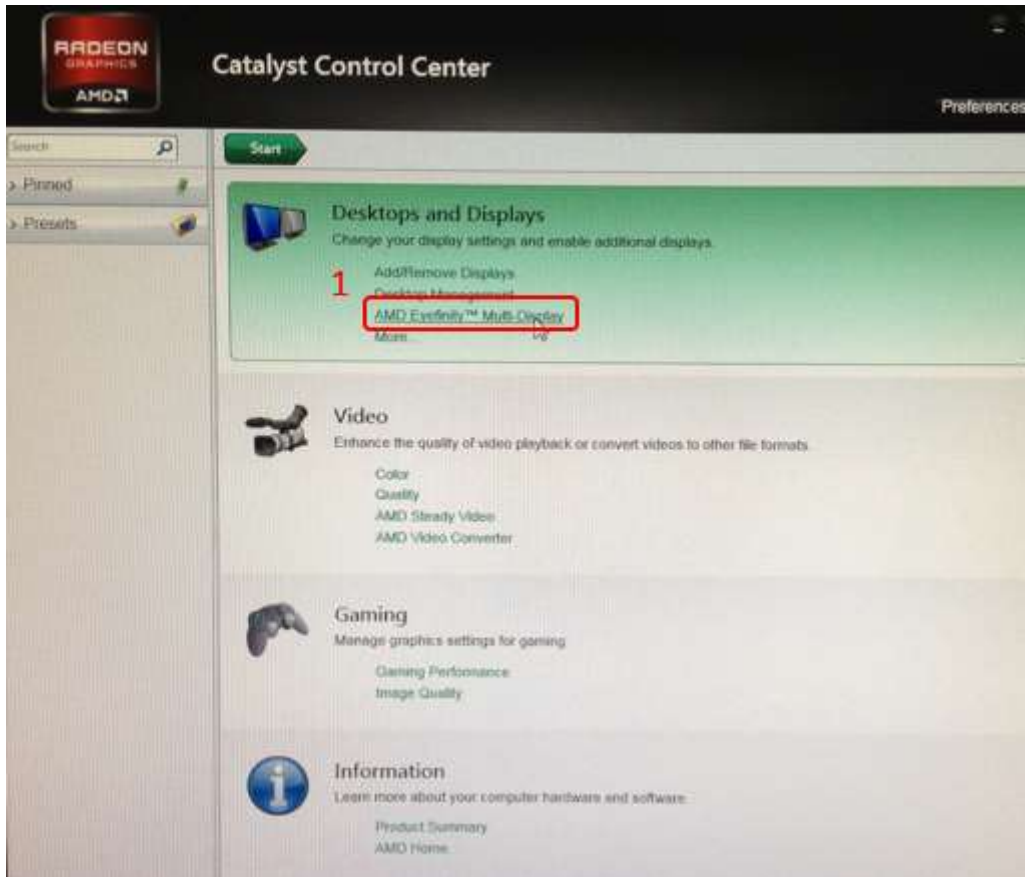 RADEON
GRAPHICS
AMD
Catalyst Control Center
Preferences
Search
Start
Pinned
Presets
Desktops and Displays
Change your display settings and enable additional displays.
Add/Remove Displays
1
Desktop Management
AMD Eyefinity™ Multi-Display
More...
Video
Enhance the quality of video playback or convert videos to other file formats.
Color
Quality
AMD Steady Video
AMD Video Converter
Gaming
Manage graphics settings for gaming
Gaming Performance
Image Quality
Information
Learn more about your computer hardware and software.
Product Summary
AMD Home